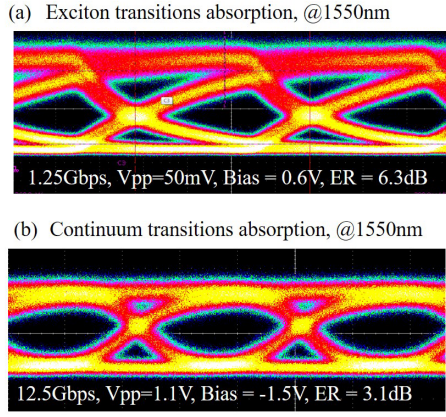 (a) Exciton transitions absorption, @1550nm
1.25Gbps, Vpp=50mV, Bias = 0.6V, ER = 6.3dB
(b) Continuum transitions absorption, @1550nm
12.5Gbps, Vpp=1.1V, Bias = -1.5V, ER = 3.1dB